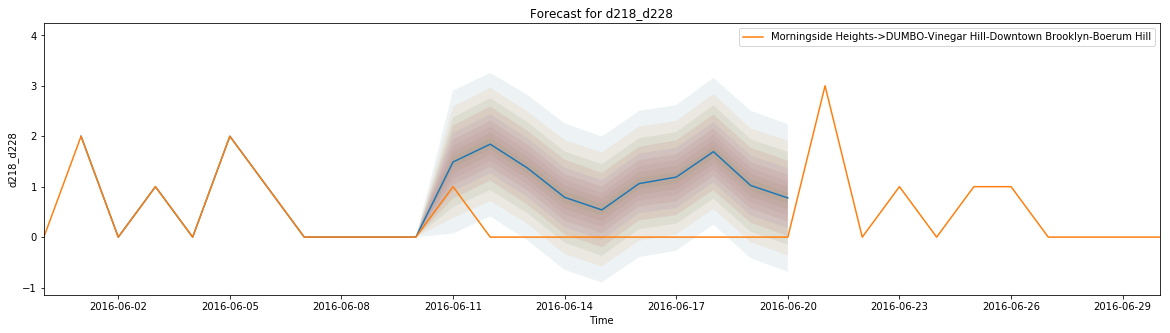 Forecast for d218_d228
Morningside Heights->DUMBO-Vinegar Hill-Downtown Brooklyn-Boerum Hill
4
3
2
1
0
−1
d218_d228
2016-06-02 2016-06-05 2016-06-08 2016-06-11 2016-06-14 2016-06-17 2016-06-20 2016-06-23 2016-06-26 2016-06-29
Time